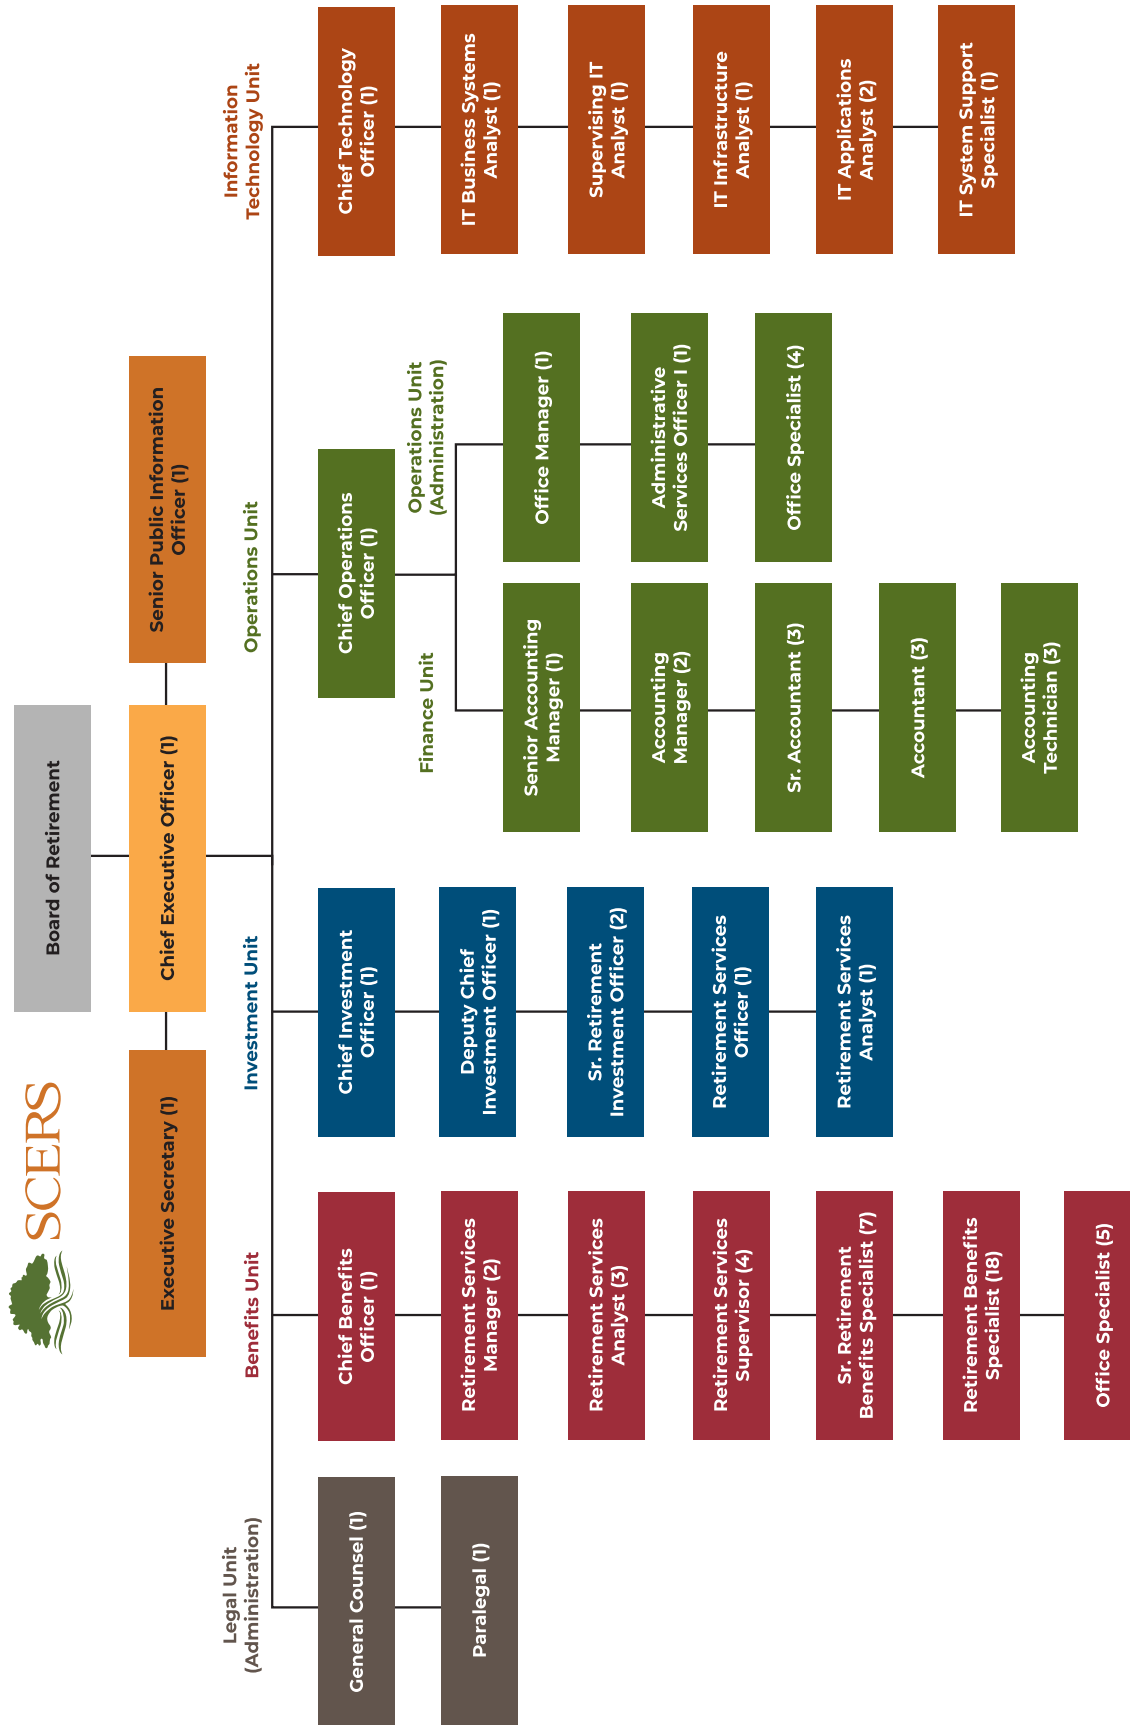 SCERS
Board of Retirement
Executive Secretary (1)
Chief Executive Officer (1)
Senior Public Information
Officer (1)
Legal Unit
(Administration)
General Counsel (1)
Paralegal (1)
Benefits Unit
Chief Benefits
Officer (1)
Retirement Services
Manager (2)
Retirement Services
Analyst (3)
Retirement Services
Supervisor (4)
Sr. Retirement
Benefits Specialist (7)
Retirement Benefits
Specialist (18)
Office Specialist (5)
Investment Unit
Chief Investment
Officer (1)
Deputy Chief
Investment Officer (1)
Sr. Retirement
Investment Officer (2)
Retirement Services
Officer (1)
Retirement Services
Analyst (1)
Operations Unit
Chief Operations
Officer (1)
Finance Unit
Senior Accounting
Manager (1)
Accounting
Manager (2)
Sr. Accountant (3)
Accountant (3)
Accounting
Technician (3)
Operations Unit
(Administration)
Office Manager (1)
Administrative
Services Officer I (1)
Office Specialist (4)
Information
Technology Unit
Chief Technology
Officer (1)
IT Business Systems
Analyst (1)
Supervising IT
Analyst (1)
IT Infrastructure
Analyst (1)
IT Applications
Analyst (2)
IT System Support
Specialist (1)